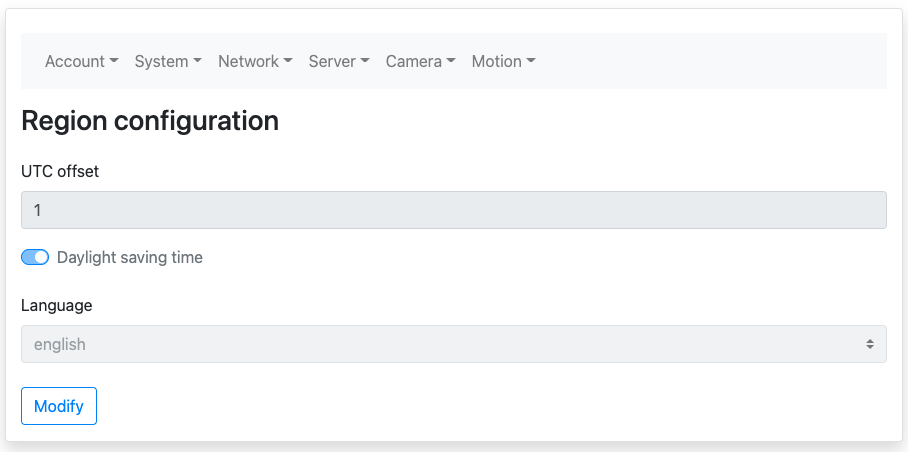 Account System Network Server Camera Motion
Region configuration
UTC offset
1
Daylight saving time
Language
english
Modify